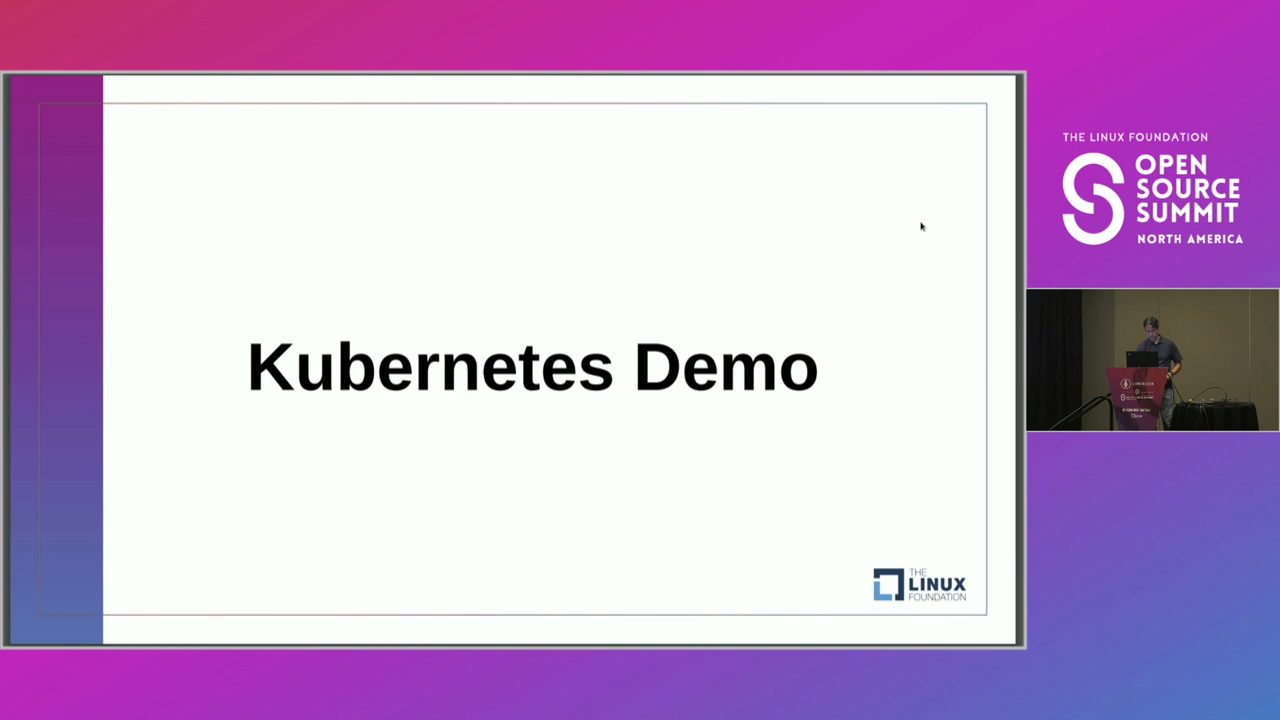 Kubernetes Demo
THE
LINUX
FOUNDATION
THE LINUX FOUNDATION
OPEN
SOURCE
SUMMIT
NORTH AMERICA